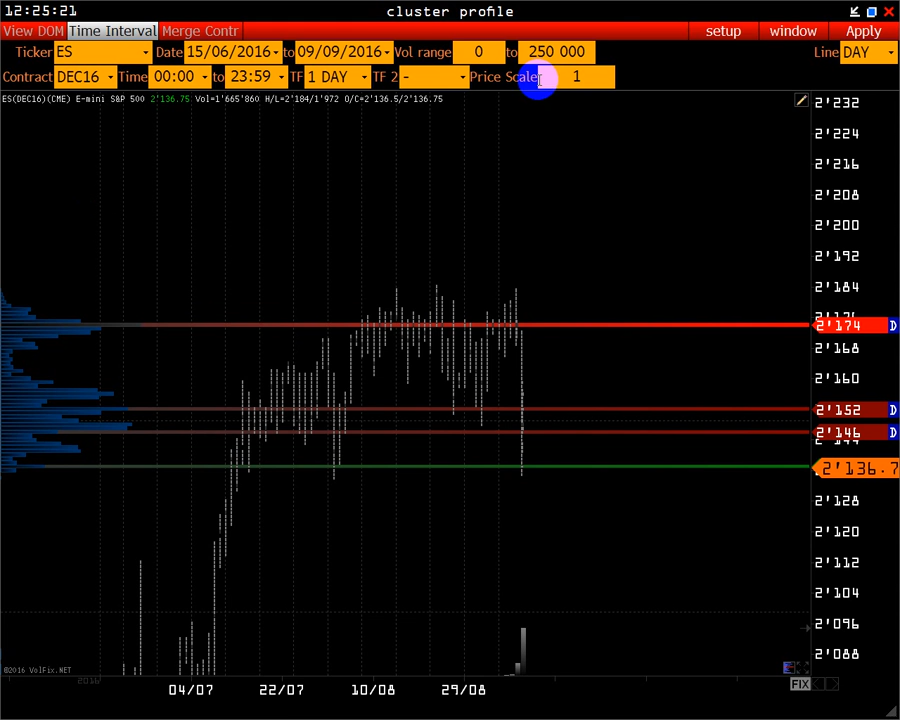 12:25:21 cluster profile
View DOM Time Interval Merge Contr setup window Apply
Ticker ES Date 15/06/2016 to 09/09/2016 Vol range 0 to 250 000 Line DAY
Contract DEC16 Time 00:00 to 23:59 TF 1 DAY TF 2 - Price Scale 1
ES(DEC16)(CME) E-mini S&P 500 2'136.75 Vol=1'665'860 H/L=2'184/1'972 O/C=2'136.5/2'136.75
2'232
2'224
2'216
2'208
2'200
2'192
2'184
2'174 D
2'168
2'160
2'152 D
2'146 D
2'136.7
2'128
2'120
2'112
2'104
2'096
2'088
©2016 VolFix.NET
FIX
2016
04/07 22/07 10/08 29/08